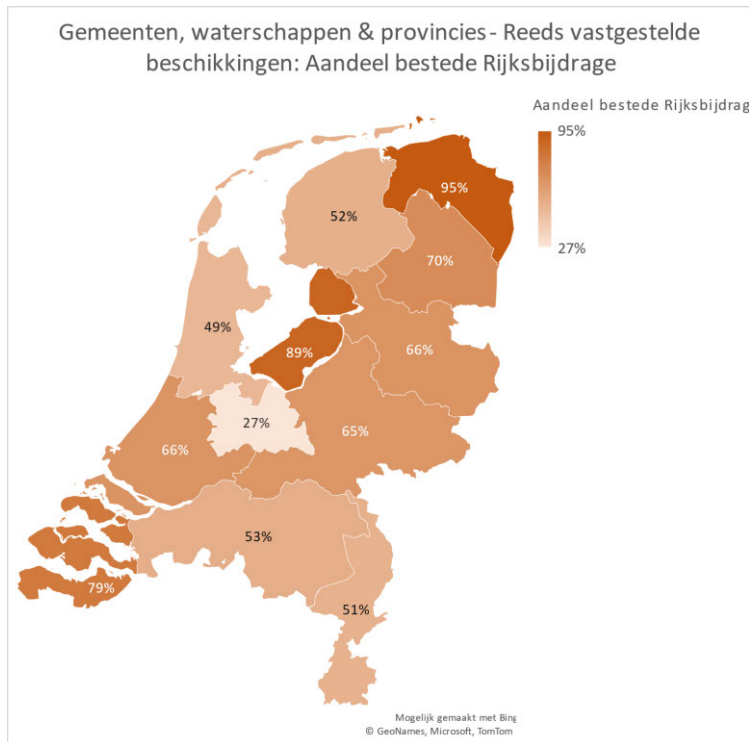 Gemeenten, waterschappen & provincies - Reeds vastgestelde
beschikkingen: Aandeel bestede Rijksbijdrage
Aandeel bestede Rijksbijdrag
95%
27%
95%
52%
70%
49%
89%
66%
27%
66%
65%
53%
79%
51%
Mogelijk gemaakt met Bing
© GeoNames, Microsoft, TomTom